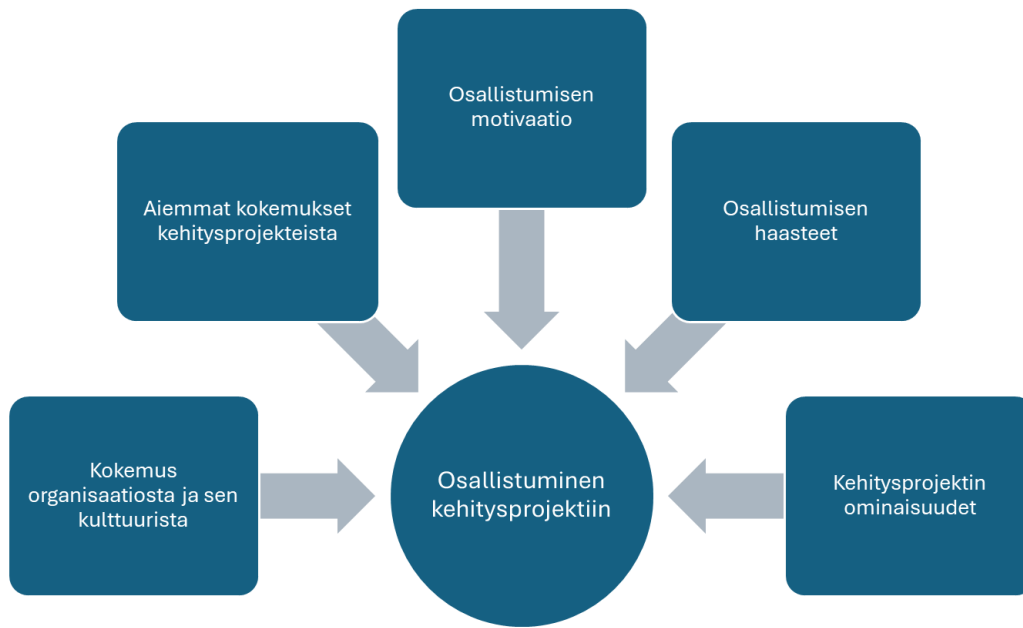 Osallistumisen
motivaatio
Aiemmat kokemukset
kehitysprojekteista
Osallistumisen
haasteet
Kokemus
organisaatiosta ja sen
kulttuurista
Osallistuminen
kehitysprojektiin
Kehitysprojektin
ominaisuudet